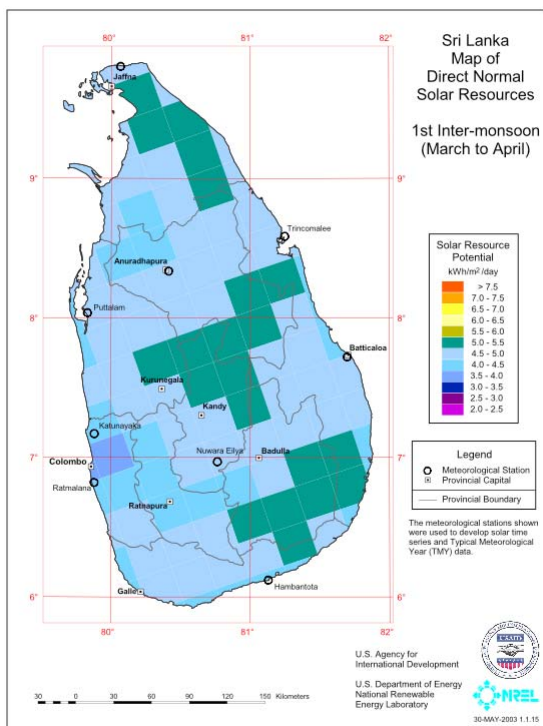 Sri Lanka
Map of
Direct Normal
Solar Resources
1st Inter-monsoon
(March to April)
80° 81° 82°
Jaffna
9° 9°
Trincomalee
Anuradhapura
8° 8°
Puttalam
Batticaloa
Kurunegala
Kandy
Katunayaka
7° 7°
Colombo
Nuwara Eilya
Badulla
Ratmalana
Ratnapura
6° 6°
Galle
Hambantota
80° 81° 82°
Solar Resource
Potential
kWh/m² /day
> 7.5
7.0 - 7.5
6.5 - 7.0
6.0 - 6.5
5.5 - 6.0
5.0 - 5.5
4.5 - 5.0
4.0 - 4.5
3.5 - 4.0
3.0 - 3.5
2.5 - 3.0
2.0 - 2.5
Legend
Meteorological Station
Provincial Capital
Provincial Boundary
The meteorological stations shown
were used to develop solar time
series and Typical Meteorological
Year (TMY) data.
U.S. Agency for
International Development
U.S. Department of Energy
National Renewable
Energy Laboratory
NREL
30 0 30 60 90 120 150 Kilometers
30-MAY-2003 1.1.15